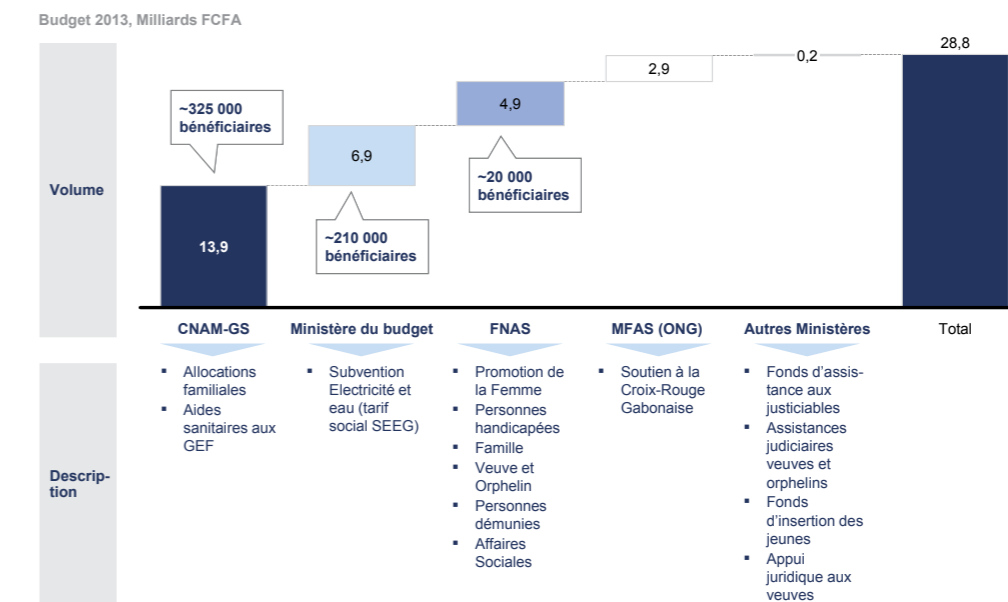 Budget 2013, Milliards FCFA
Volume
~325 000
bénéficiaires
13,9
6,9
~210 000
bénéficiaires
4,9
~20 000
bénéficiaires
2,9
0,2
28,8
CNAM-GS
Ministère du budget
FNAS
MFAS (ONG)
Autres Ministères
Total
Descrip-
tion
▪ Allocations
familiales
▪ Aides
sanitaires aux
GEF
▪ Subvention
Electricité et
eau (tarif
social SEEG)
▪ Promotion de
la Femme
▪ Personnes
handicapées
▪ Famille
▪ Veuve et
Orphelin
▪ Personnes
démunies
▪ Affaires
Sociales
▪ Soutien à la
Croix-Rouge
Gabonaise
▪ Fonds d’assis-
tance aux
justiciables
▪ Assistances
judiciaires
veuves et
orphelins
▪ Fonds
d’insertion des
jeunes
▪ Appui
juridique aux
veuves